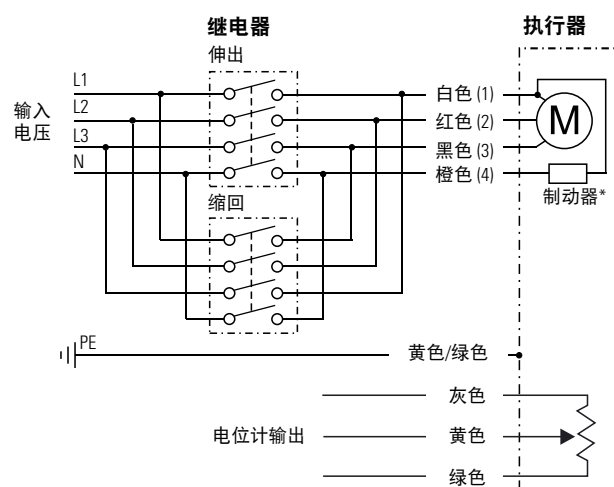 继电器
执行器
伸出
输入
电压
L1
L2
L3
N
白色 (1)
红色 (2)
黑色 (3)
橙色 (4)
M
制动器*
缩回
PE
黄色/绿色
灰色
电位计输出
黄色
绿色